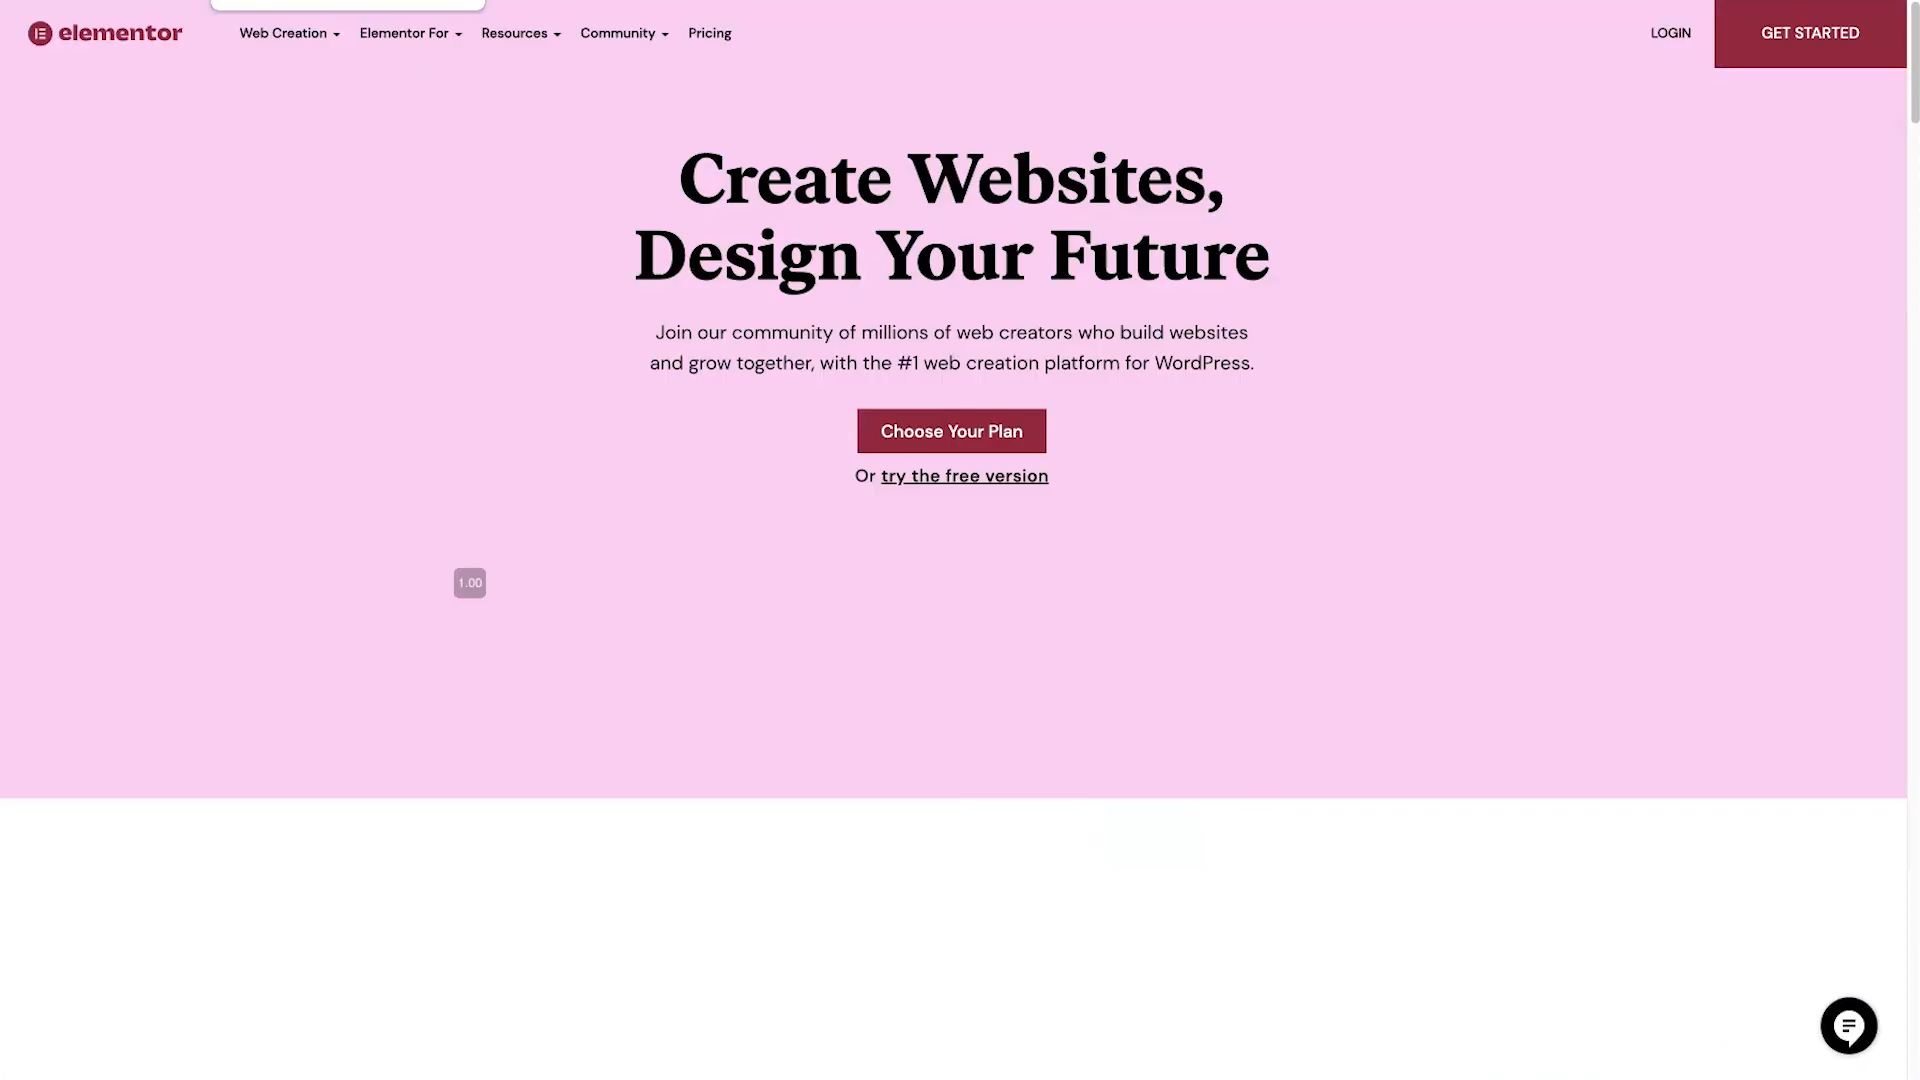 elementor
Web Creation
Elementor For
Resources
Community
Pricing
LOGIN
GET STARTED
Create Websites,
Design Your Future
Join our community of millions of web creators who build websites
and grow together, with the #1 web creation platform for WordPress.
Choose Your Plan
Or try the free version
1.00